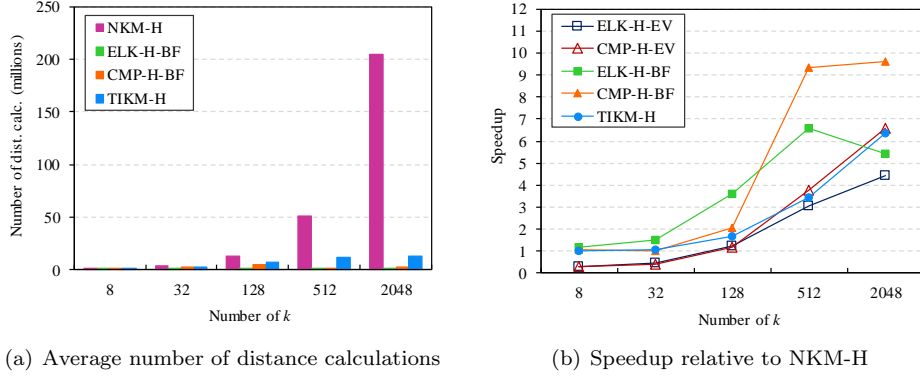 250
200
150
100
50
0
Number of dist. calc. (millions)
NKM-H
ELK-H-BF
CMP-H-BF
TIKM-H
8 32 128 512 2048
Number of k
(a) Average number of distance calculations
12
11
10
9
8
7
6
5
4
3
2
1
0
Speedup
ELK-H-EV
CMP-H-EV
ELK-H-BF
CMP-H-BF
TIKM-H
8 32 128 512 2048
Number of k
(b) Speedup relative to NKM-H